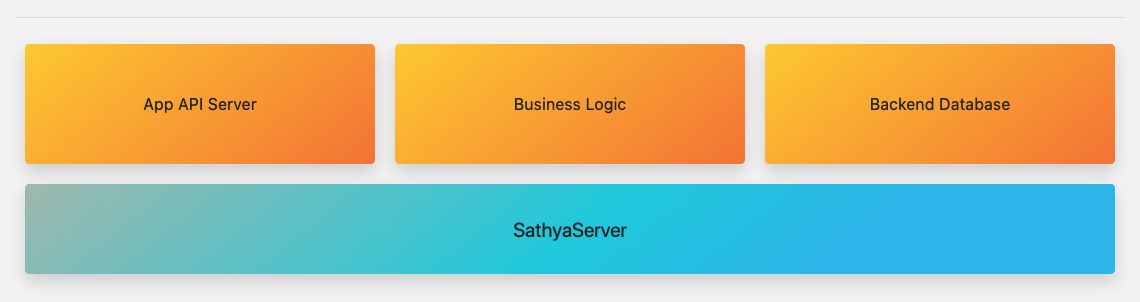 App API Server
Business Logic
Backend Database
SathyaServer